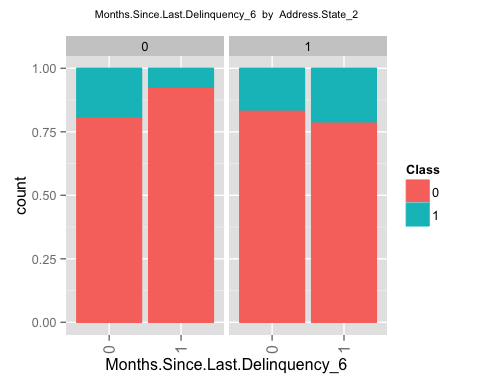 Months.Since.Last.Delinquency_6 by Address.State_2
0 1
1.00
0.75
0.50
0.25
0.00
count
0 1 0 1
Months.Since.Last.Delinquency_6
Class
0
1